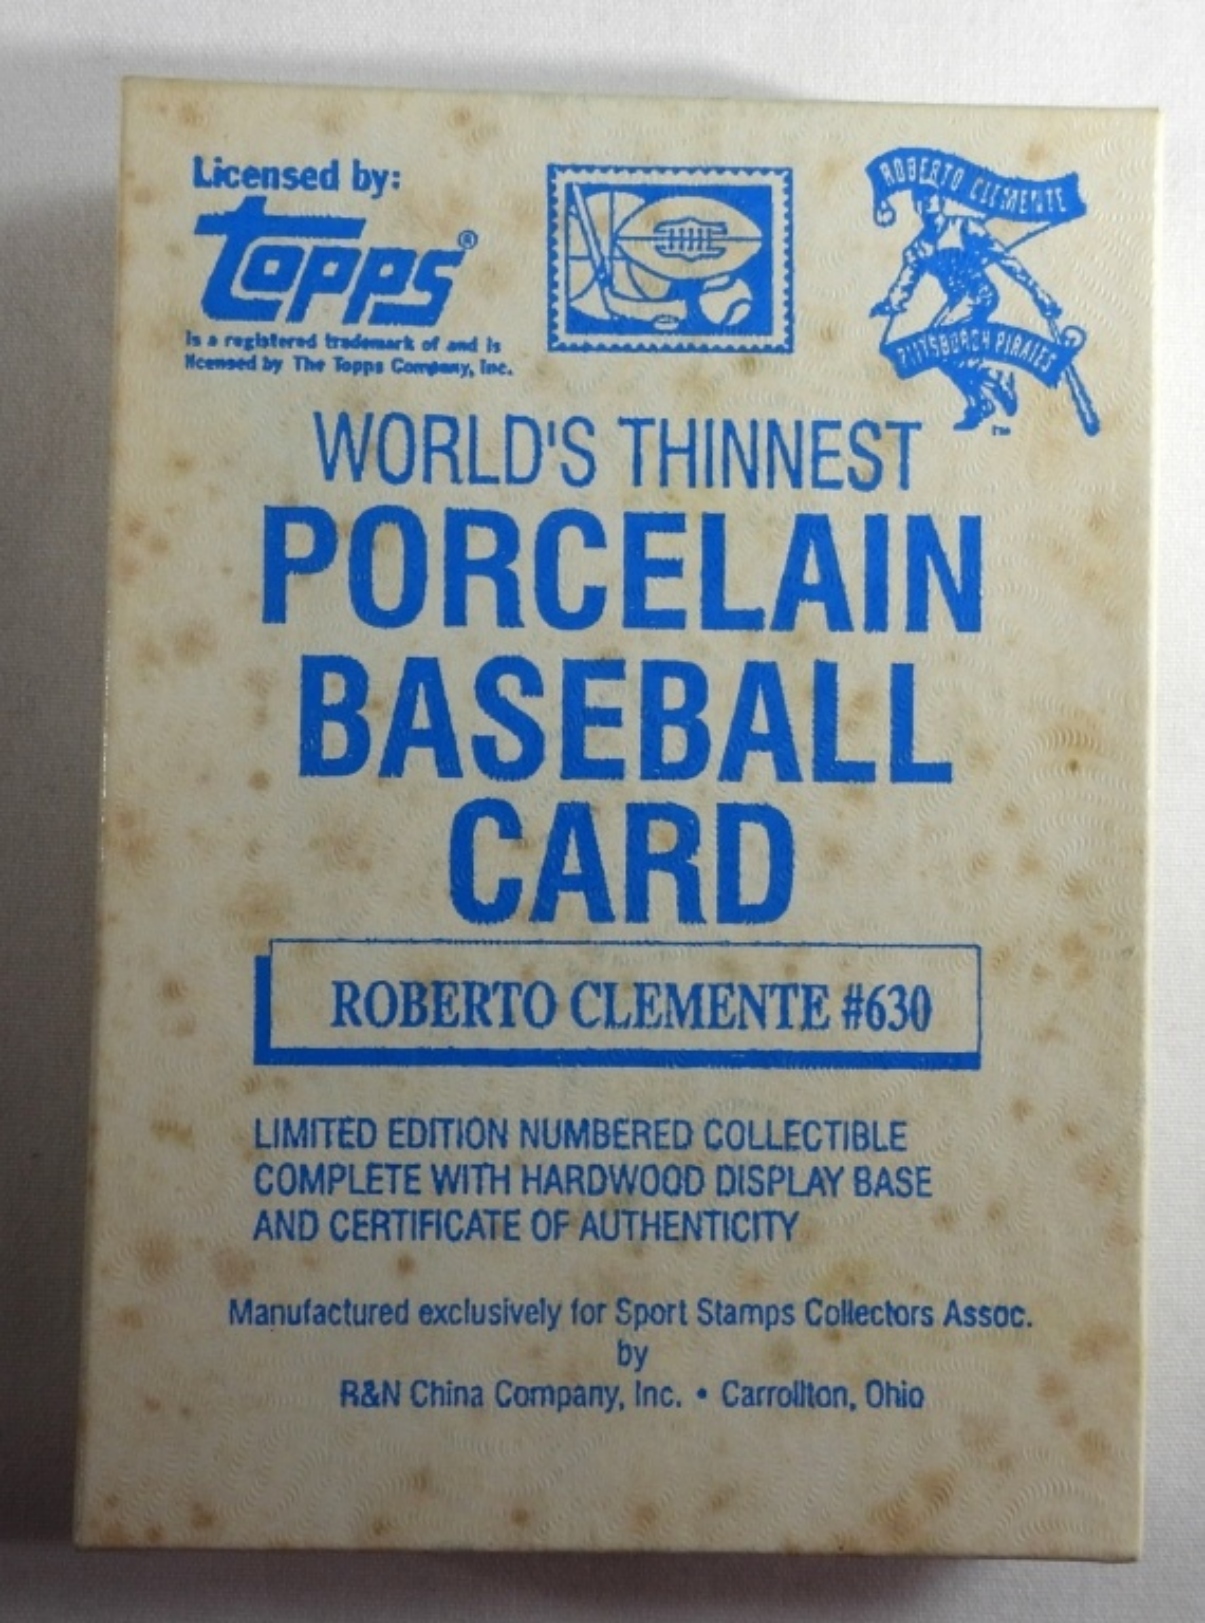 Licensed by:
Topps®
is a registered trademark of and is
licensed by The Topps Company, Inc.
ROBERTO CLEMENTE
PITTSBURGH PIRATES
TM
WORLD'S THINNEST
PORCELAIN
BASEBALL
CARD
ROBERTO CLEMENTE #630
LIMITED EDITION NUMBERED COLLECTIBLE
COMPLETE WITH HARDWOOD DISPLAY BASE
AND CERTIFICATE OF AUTHENTICITY
Manufactured exclusively for Sport Stamps Collectors Assoc.
by
R&N China Company, Inc. • Carrollton, Ohio